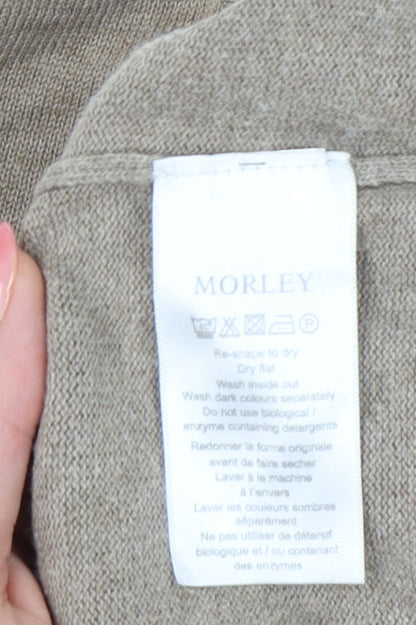 MORLEY
Re-shape to dry
Dry flat
Wash inside out
Wash dark colours separately
Do not use biological /
enzyme containing detergents
Redonner la forme originale
avant de faire secher
Laver à la machine
à l'envers
Laver les couleurs sombres
séparément
Ne pas utiliser de détersif
biologique et / ou contenant
des enzymes